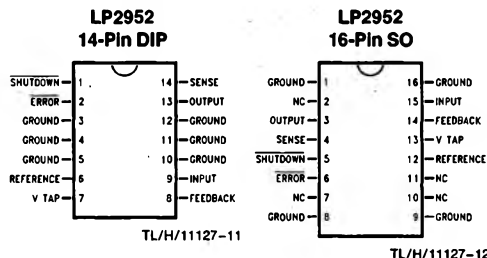 LP2952
14-Pin DIP
SHUTDOWN 1 14 SENSE
ERROR 2 13 OUTPUT
GROUND 3 12 GROUND
GROUND 4 11 GROUND
GROUND 5 10 GROUND
REFERENCE 6 9 INPUT
V TAP 7 8 FEEDBACK
TL/H/11127-11
LP2952
16-Pin SO
GROUND 1 16 GROUND
NC 2 15 INPUT
OUTPUT 3 14 FEEDBACK
SENSE 4 13 V TAP
SHUTDOWN 5 12 REFERENCE
ERROR 6 11 NC
NC 7 10 NC
GROUND 8 9 GROUND
TL/H/11127-12